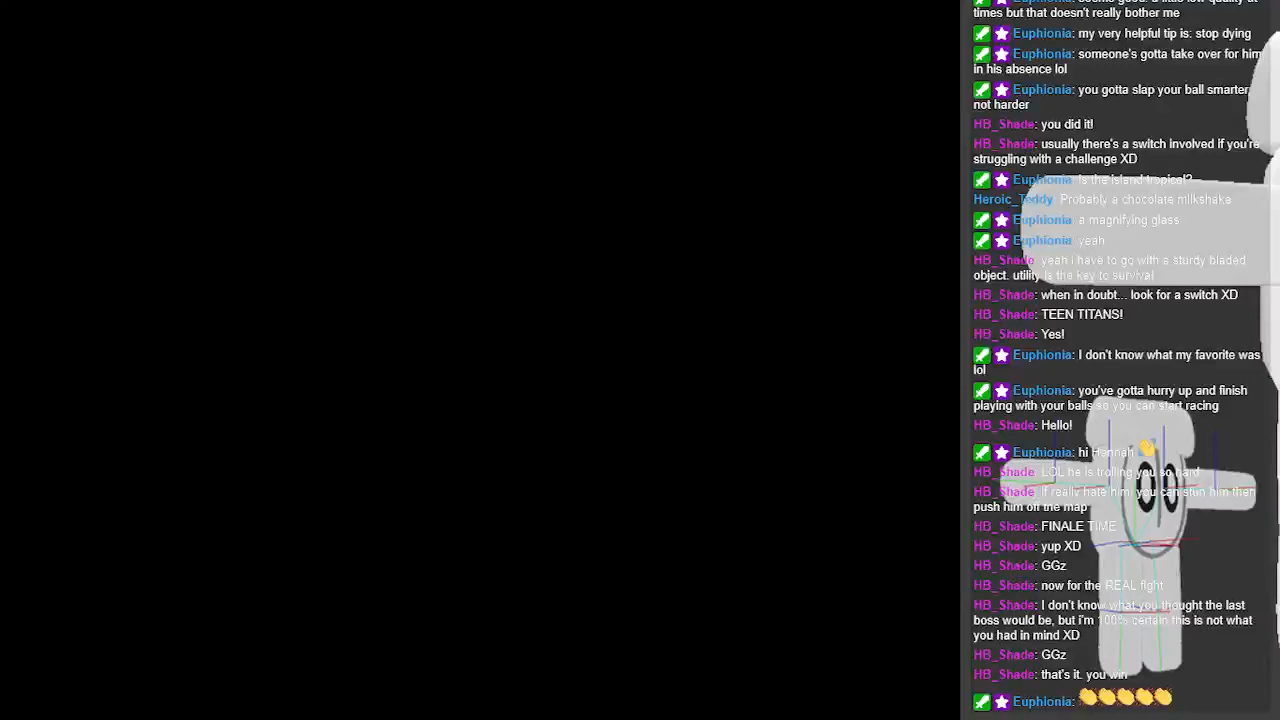 Euphionia: seems good. a little low quality at
times but that doesn't really bother me
Euphionia: my very helpful tip is: stop dying
Euphionia: someone's gotta take over for him
in his absence lol
Euphionia: you gotta slap your ball smarter
not harder
HB_Shade: you did it!
HB_Shade: usually there's a switch involved if you're
struggling with a challenge XD
Euphionia: is the island tropical?
Heroic_Teddy: Probably a chocolate milkshake
Euphionia: a magnifying glass
Euphionia: yeah
HB_Shade: yeah i have to go with a sturdy bladed
object. utility is the key to survival
HB_Shade: when in doubt... look for a switch XD
HB_Shade: TEEN TITANS!
HB_Shade: Yes!
Euphionia: I don't know what my favorite was
lol
Euphionia: you've gotta hurry up and finish
playing with your balls so you can start racing
HB_Shade: Hello!
Euphionia: hi Hannah 👏
HB_Shade: LOL he is trolling you so hard
HB_Shade: if really hate him you can stun him then
push him off the map
HB_Shade: FINALE TIME
HB_Shade: yup XD
HB_Shade: GGz
HB_Shade: now for the REAL fight
HB_Shade: I don't know what you thought the last
boss would be, but i'm 100% certain this is not what
you had in mind XD
HB_Shade: GGz
HB_Shade: that's it. you win
Euphionia: 👏👏👏👏👏